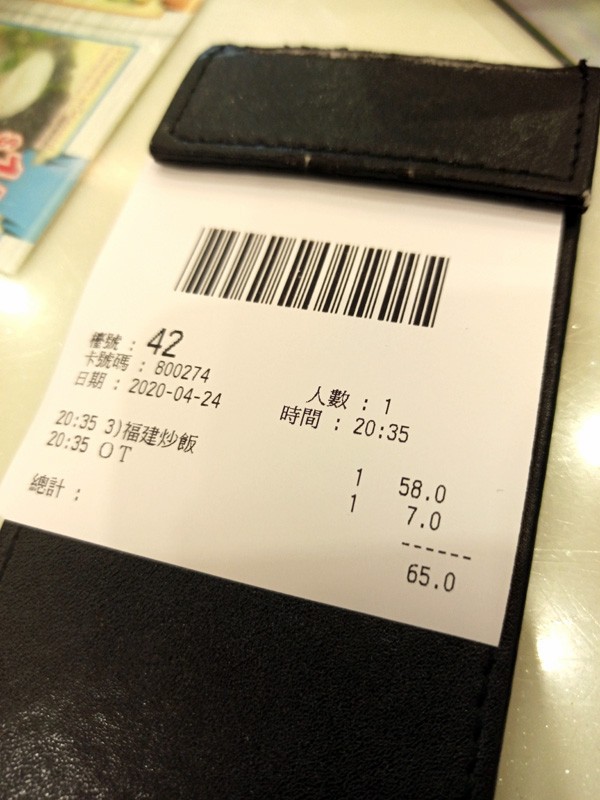 檯號 : 42
卡號碼 : 800274
日期 : 2020-04-24
人數 : 1
時間 : 20:35
20:35 3)福建炒飯 1 58.0
20:35 OT 1 7.0
------
總計 : 65.0